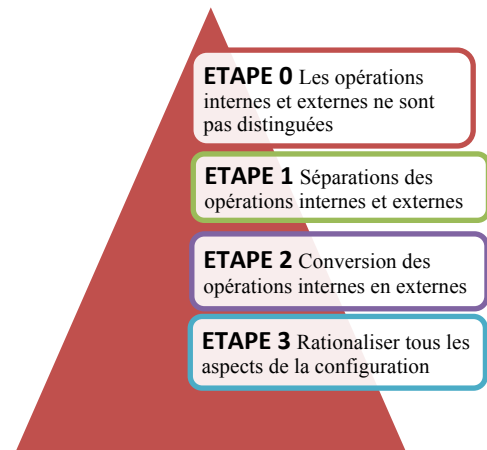 ETAPE 0 Les opérations
internes et externes ne sont
pas distinguées
ETAPE 1 Séparations des
opérations internes et externes
ETAPE 2 Conversion des
opérations internes en externes
ETAPE 3 Rationaliser tous les
aspects de la configuration